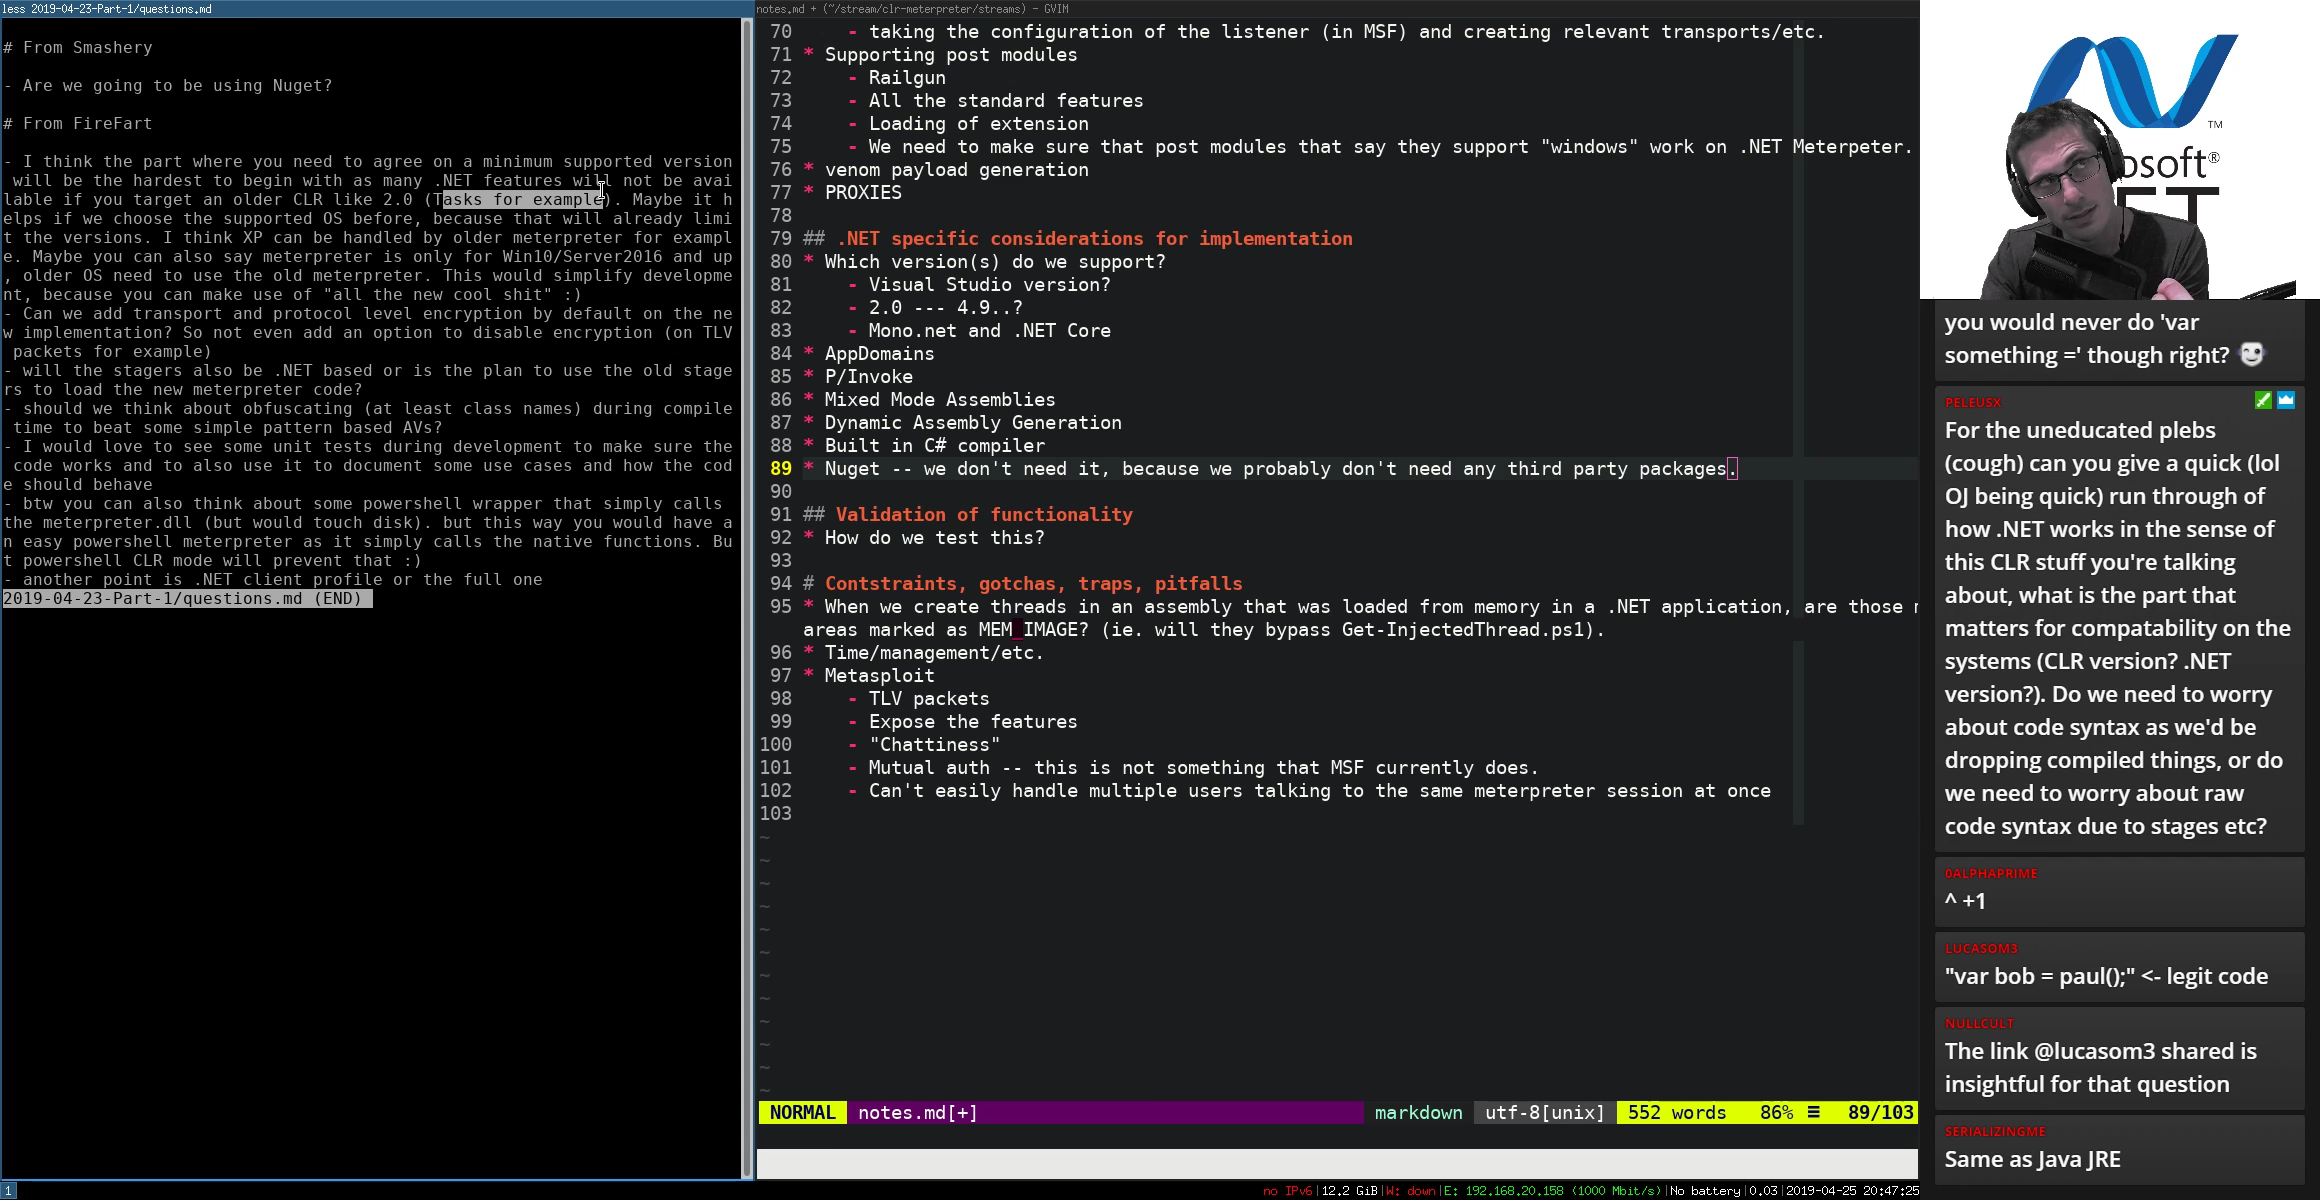 less 2019-04-23-Part-1/questions.md
# From Smashery
- Are we going to be using Nuget?
# From FireFart
- I think the part where you need to agree on a minimum supported version
 will be the hardest to begin with as many .NET features will not be avai
lable if you target an older CLR like 2.0 (Tasks for example). Maybe it h
elps if we choose the supported OS before, because that will already limi
t the versions. I think XP can be handled by older meterpreter for exampl
e. Maybe you can also say meterpreter is only for Win10/Server2016 and up
, older OS need to use the old meterpreter. This would simplify developme
nt, because you can make use of "all the new cool shit" :)
- Can we add transport and protocol level encryption by default on the ne
w implementation? So not even add an option to disable encryption (on TLV
 packets for example)
- will the stagers also be .NET based or is the plan to use the old stage
rs to load the new meterpreter code?
- should we think about obfuscating (at least class names) during compile
 time to beat some simple pattern based AVs?
- I would love to see some unit tests during development to make sure the
 code works and to also use it to document some use cases and how the cod
e should behave
- btw you can also think about some powershell wrapper that simply calls
the meterpreter.dll (but would touch disk). but this way you would have a
n easy powershell meterpreter as it simply calls the native functions. Bu
t powershell CLR mode will prevent that :)
- another point is .NET client profile or the full one
2019-04-23-Part-1/questions.md (END)
notes.md + (~/stream/clr-meterpreter/streams) - GVIM
70 - taking the configuration of the listener (in MSF) and creating relevant transports/etc.
71 * Supporting post modules
72 - Railgun
73 - All the standard features
74 - Loading of extension
75 - We need to make sure that post modules that say they support "windows" work on .NET Meterpeter.
76 * venom payload generation
77 * PROXIES
78
79 ## .NET specific considerations for implementation
80 * Which version(s) do we support?
81 - Visual Studio version?
82 - 2.0 --- 4.9..?
83 - Mono.net and .NET Core
84 * AppDomains
85 * P/Invoke
86 * Mixed Mode Assemblies
87 * Dynamic Assembly Generation
88 * Built in C# compiler
89 * Nuget -- we don't need it, because we probably don't need any third party packages.
90
91 ## Validation of functionality
92 * How do we test this?
93
94 # Contstraints, gotchas, traps, pitfalls
95 * When we create threads in an assembly that was loaded from memory in a .NET application, are those
areas marked as MEM_IMAGE? (ie. will they bypass Get-InjectedThread.ps1).
96 * Time/management/etc.
97 * Metasploit
98 - TLV packets
99 - Expose the features
100 - "Chattiness"
101 - Mutual auth -- this is not something that MSF currently does.
102 - Can't easily handle multiple users talking to the same meterpreter session at once
103
NORMAL notes.md[+] markdown utf-8[unix] 552 words 86% ≡ 89/103
TM
osoft®
ET
you would never do 'var
something =' though right?
PELEUSX
For the uneducated plebs
(cough) can you give a quick (lol
OJ being quick) run through of
how .NET works in the sense of
this CLR stuff you're talking
about, what is the part that
matters for compatability on the
systems (CLR version? .NET
version?). Do we need to worry
about code syntax as we'd be
dropping compiled things, or do
we need to worry about raw
code syntax due to stages etc?
0ALPHAPRIME
^ +1
LUCASOM3
"var bob = paul();" <- legit code
NULLCULT
The link @lucasom3 shared is
insightful for that question
SERIALIZINGME
Same as Java JRE
1
no IPv6|12.2 GiB|W: down|E: 192.168.20.158 (1000 Mbit/s)|No battery|0.03|2019-04-25 20:47:25